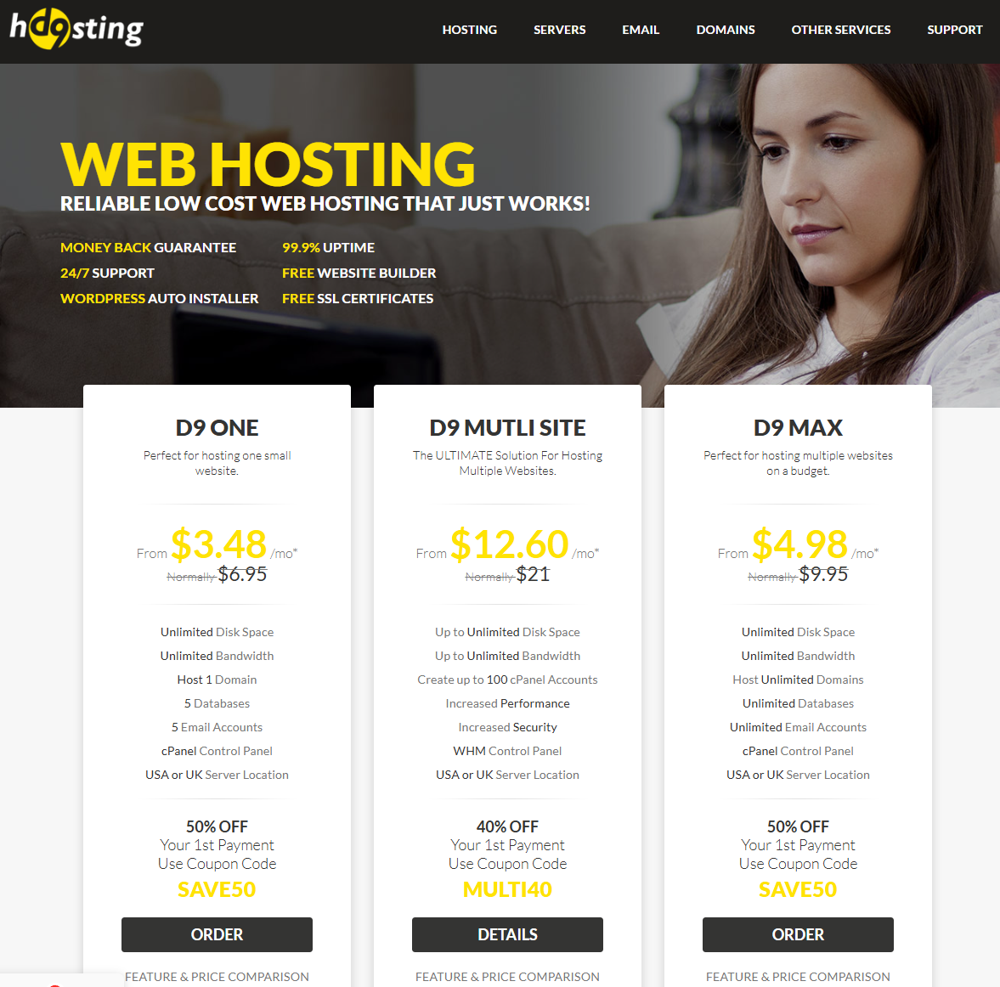 hd9sting
HOSTING
SERVERS
EMAIL
DOMAINS
OTHER SERVICES
SUPPORT
WEB HOSTING
RELIABLE LOW COST WEB HOSTING THAT JUST WORKS!
MONEY BACK GUARANTEE
99.9% UPTIME
24/7 SUPPORT
FREE WEBSITE BUILDER
WORDPRESS AUTO INSTALLER
FREE SSL CERTIFICATES
D9 ONE
Perfect for hosting one small
website.
From $3.48 /mo*
Normally $6.95
Unlimited Disk Space
Unlimited Bandwidth
Host 1 Domain
5 Databases
5 Email Accounts
cPanel Control Panel
USA or UK Server Location
50% OFF
Your 1st Payment
Use Coupon Code
SAVE50
ORDER
FEATURE & PRICE COMPARISON
D9 MUTLI SITE
The ULTIMATE Solution For Hosting
Multiple Websites.
From $12.60 /mo*
Normally $21
Up to Unlimited Disk Space
Up to Unlimited Bandwidth
Create up to 100 cPanel Accounts
Increased Performance
Increased Security
WHM Control Panel
USA or UK Server Location
40% OFF
Your 1st Payment
Use Coupon Code
MULTI40
DETAILS
FEATURE & PRICE COMPARISON
D9 MAX
Perfect for hosting multiple websites
on a budget.
From $4.98 /mo*
Normally $9.95
Unlimited Disk Space
Unlimited Bandwidth
Host Unlimited Domains
Unlimited Databases
Unlimited Email Accounts
cPanel Control Panel
USA or UK Server Location
50% OFF
Your 1st Payment
Use Coupon Code
SAVE50
ORDER
FEATURE & PRICE COMPARISON